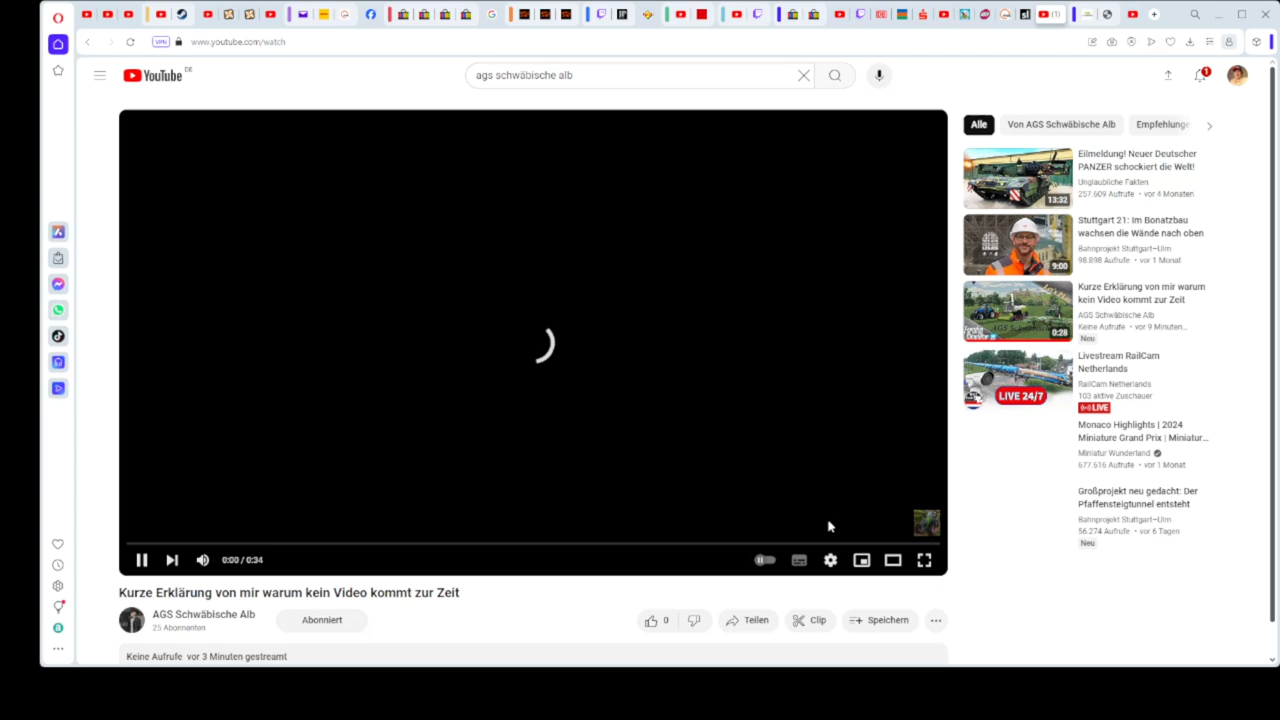 VPN
www.youtube.com/watch
YouTube DE
ags schwäbische alb
1
Alle
Von AGS Schwäbische Alb
Empfehlunge
Eilmeldung! Neuer Deutscher
PANZER schockiert die Welt!
Unglaubliche Fakten
257.609 Aufrufe • vor 4 Monaten
13:32
Stuttgart 21: Im Bonatzbau
wachsen die Wände nach oben
Bahnprojekt Stuttgart–Ulm
98.898 Aufrufe • vor 1 Monat
9:00
Kurze Erklärung von mir warum
kein Video kommt zur Zeit
AGS Schwäbische Alb
Keine Aufrufe • vor 9 Minuten...
Neu
0:28
Livestream RailCam
Netherlands
RailCam Netherlands
103 aktive Zuschauer
LIVE
LIVE 24/7
Monaco Highlights | 2024
Miniature Grand Prix | Miniatur...
Miniatur Wunderland
677.616 Aufrufe • vor 1 Monat
Großprojekt neu gedacht: Der
Pfaffensteigtunnel entsteht
Bahnprojekt Stuttgart–Ulm
56.274 Aufrufe • vor 6 Tagen
Neu
0:00 / 0:34
Kurze Erklärung von mir warum kein Video kommt zur Zeit
AGS Schwäbische Alb
25 Abonnenten
Abonniert
0
Teilen
Clip
Speichern
Keine Aufrufe vor 3 Minuten gestreamt